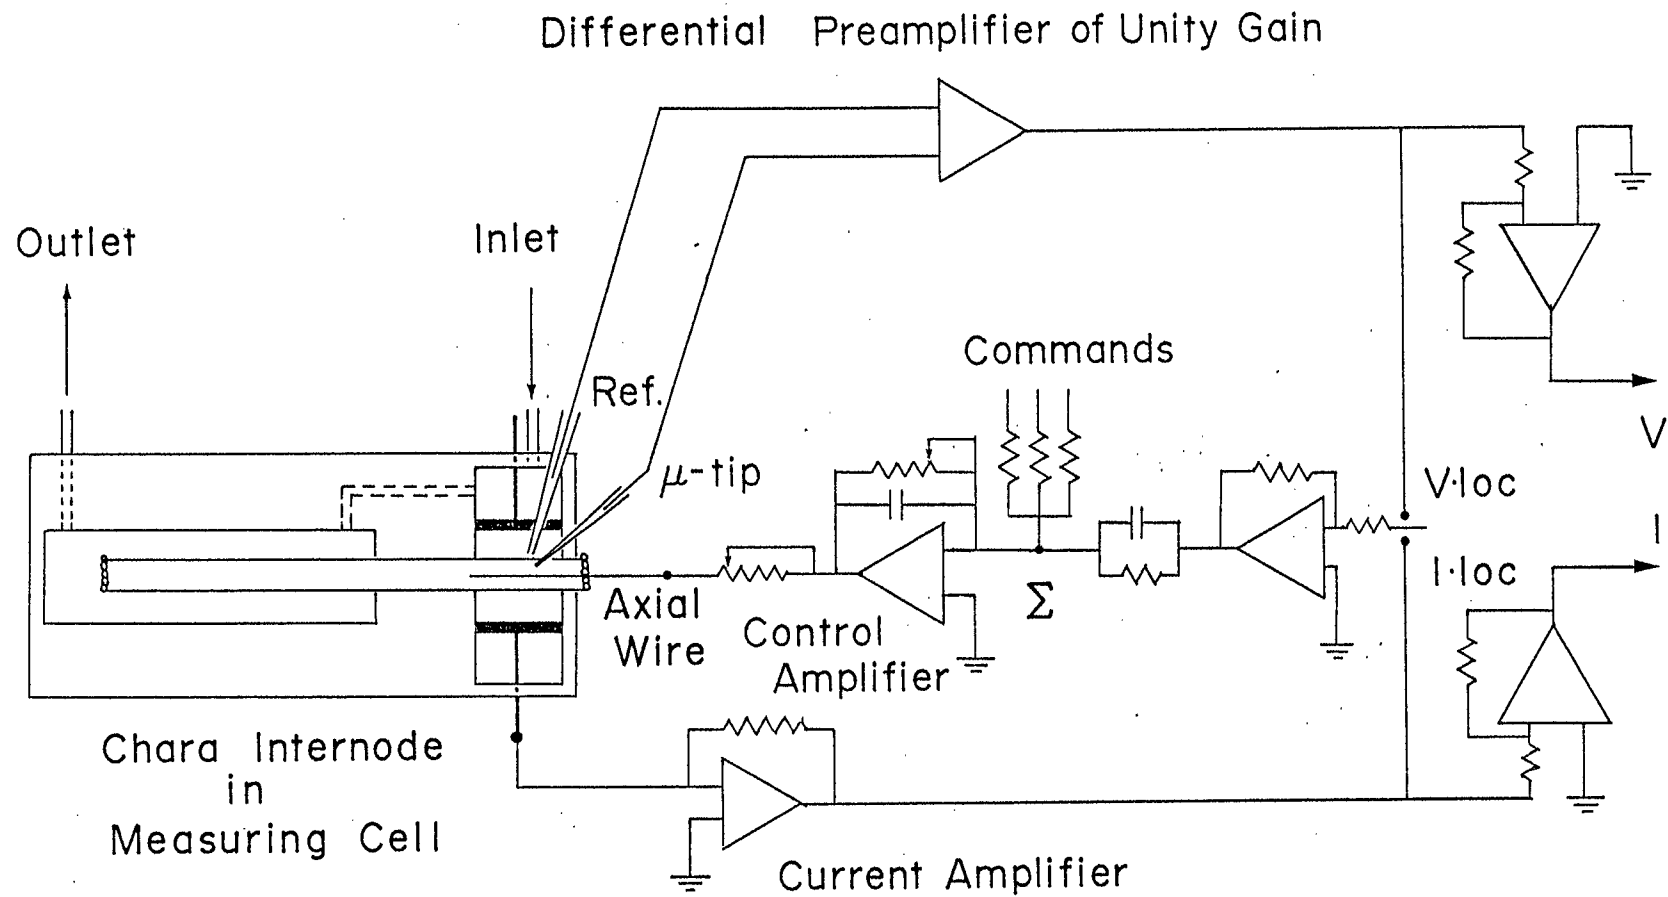 Differential Preamplifier of Unity Gain
Outlet
Inlet
Ref.
Commands
μ-tip
V
V·loc
I
I·loc
Σ
Axial
Wire
Control
Amplifier
Chara Internode
in
Measuring Cell
Current Amplifier